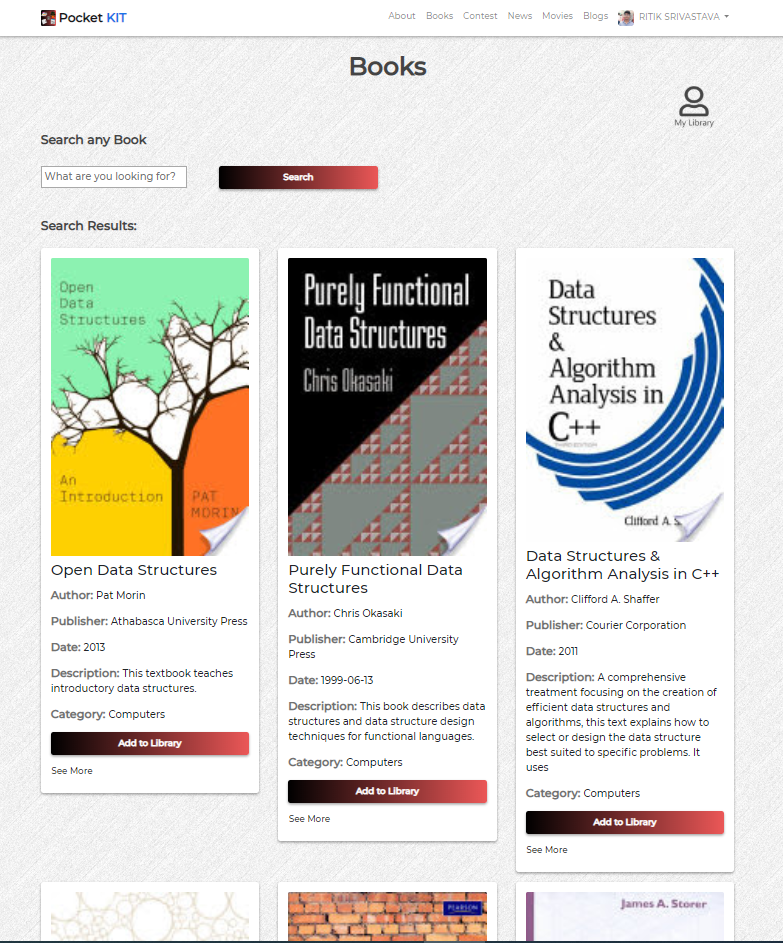 Pocket KIT
About Books Contest News Movies Blogs RITIK SRIVASTAVA
Books
My Library
Search any Book
What are you looking for?
Search
Search Results:
Open
Data
Structures
An
Introduction
PAT
MORIN
Open Data Structures
Author: Pat Morin
Publisher: Athabasca University Press
Date: 2013
Description: This textbook teaches
introductory data structures.
Category: Computers
Add to Library
See More
Purely Functional
Data Structures
Chris Okasaki
Purely Functional Data
Structures
Author: Chris Okasaki
Publisher: Cambridge University
Press
Date: 1999-06-13
Description: This book describes data
structures and data structure design
techniques for functional languages.
Category: Computers
Add to Library
See More
Data
Structures
&
Algorithm
Analysis in
C++
THIRD EDITION
Clifford A. S
Data Structures &
Algorithm Analysis in C++
Author: Clifford A. Shaffer
Publisher: Courier Corporation
Date: 2011
Description: A comprehensive
treatment focusing on the creation of
efficient data structures and
algorithms, this text explains how to
select or design the data structure
best suited to specific problems. It
uses
Category: Computers
Add to Library
See More
PEARSON
James A. Storer